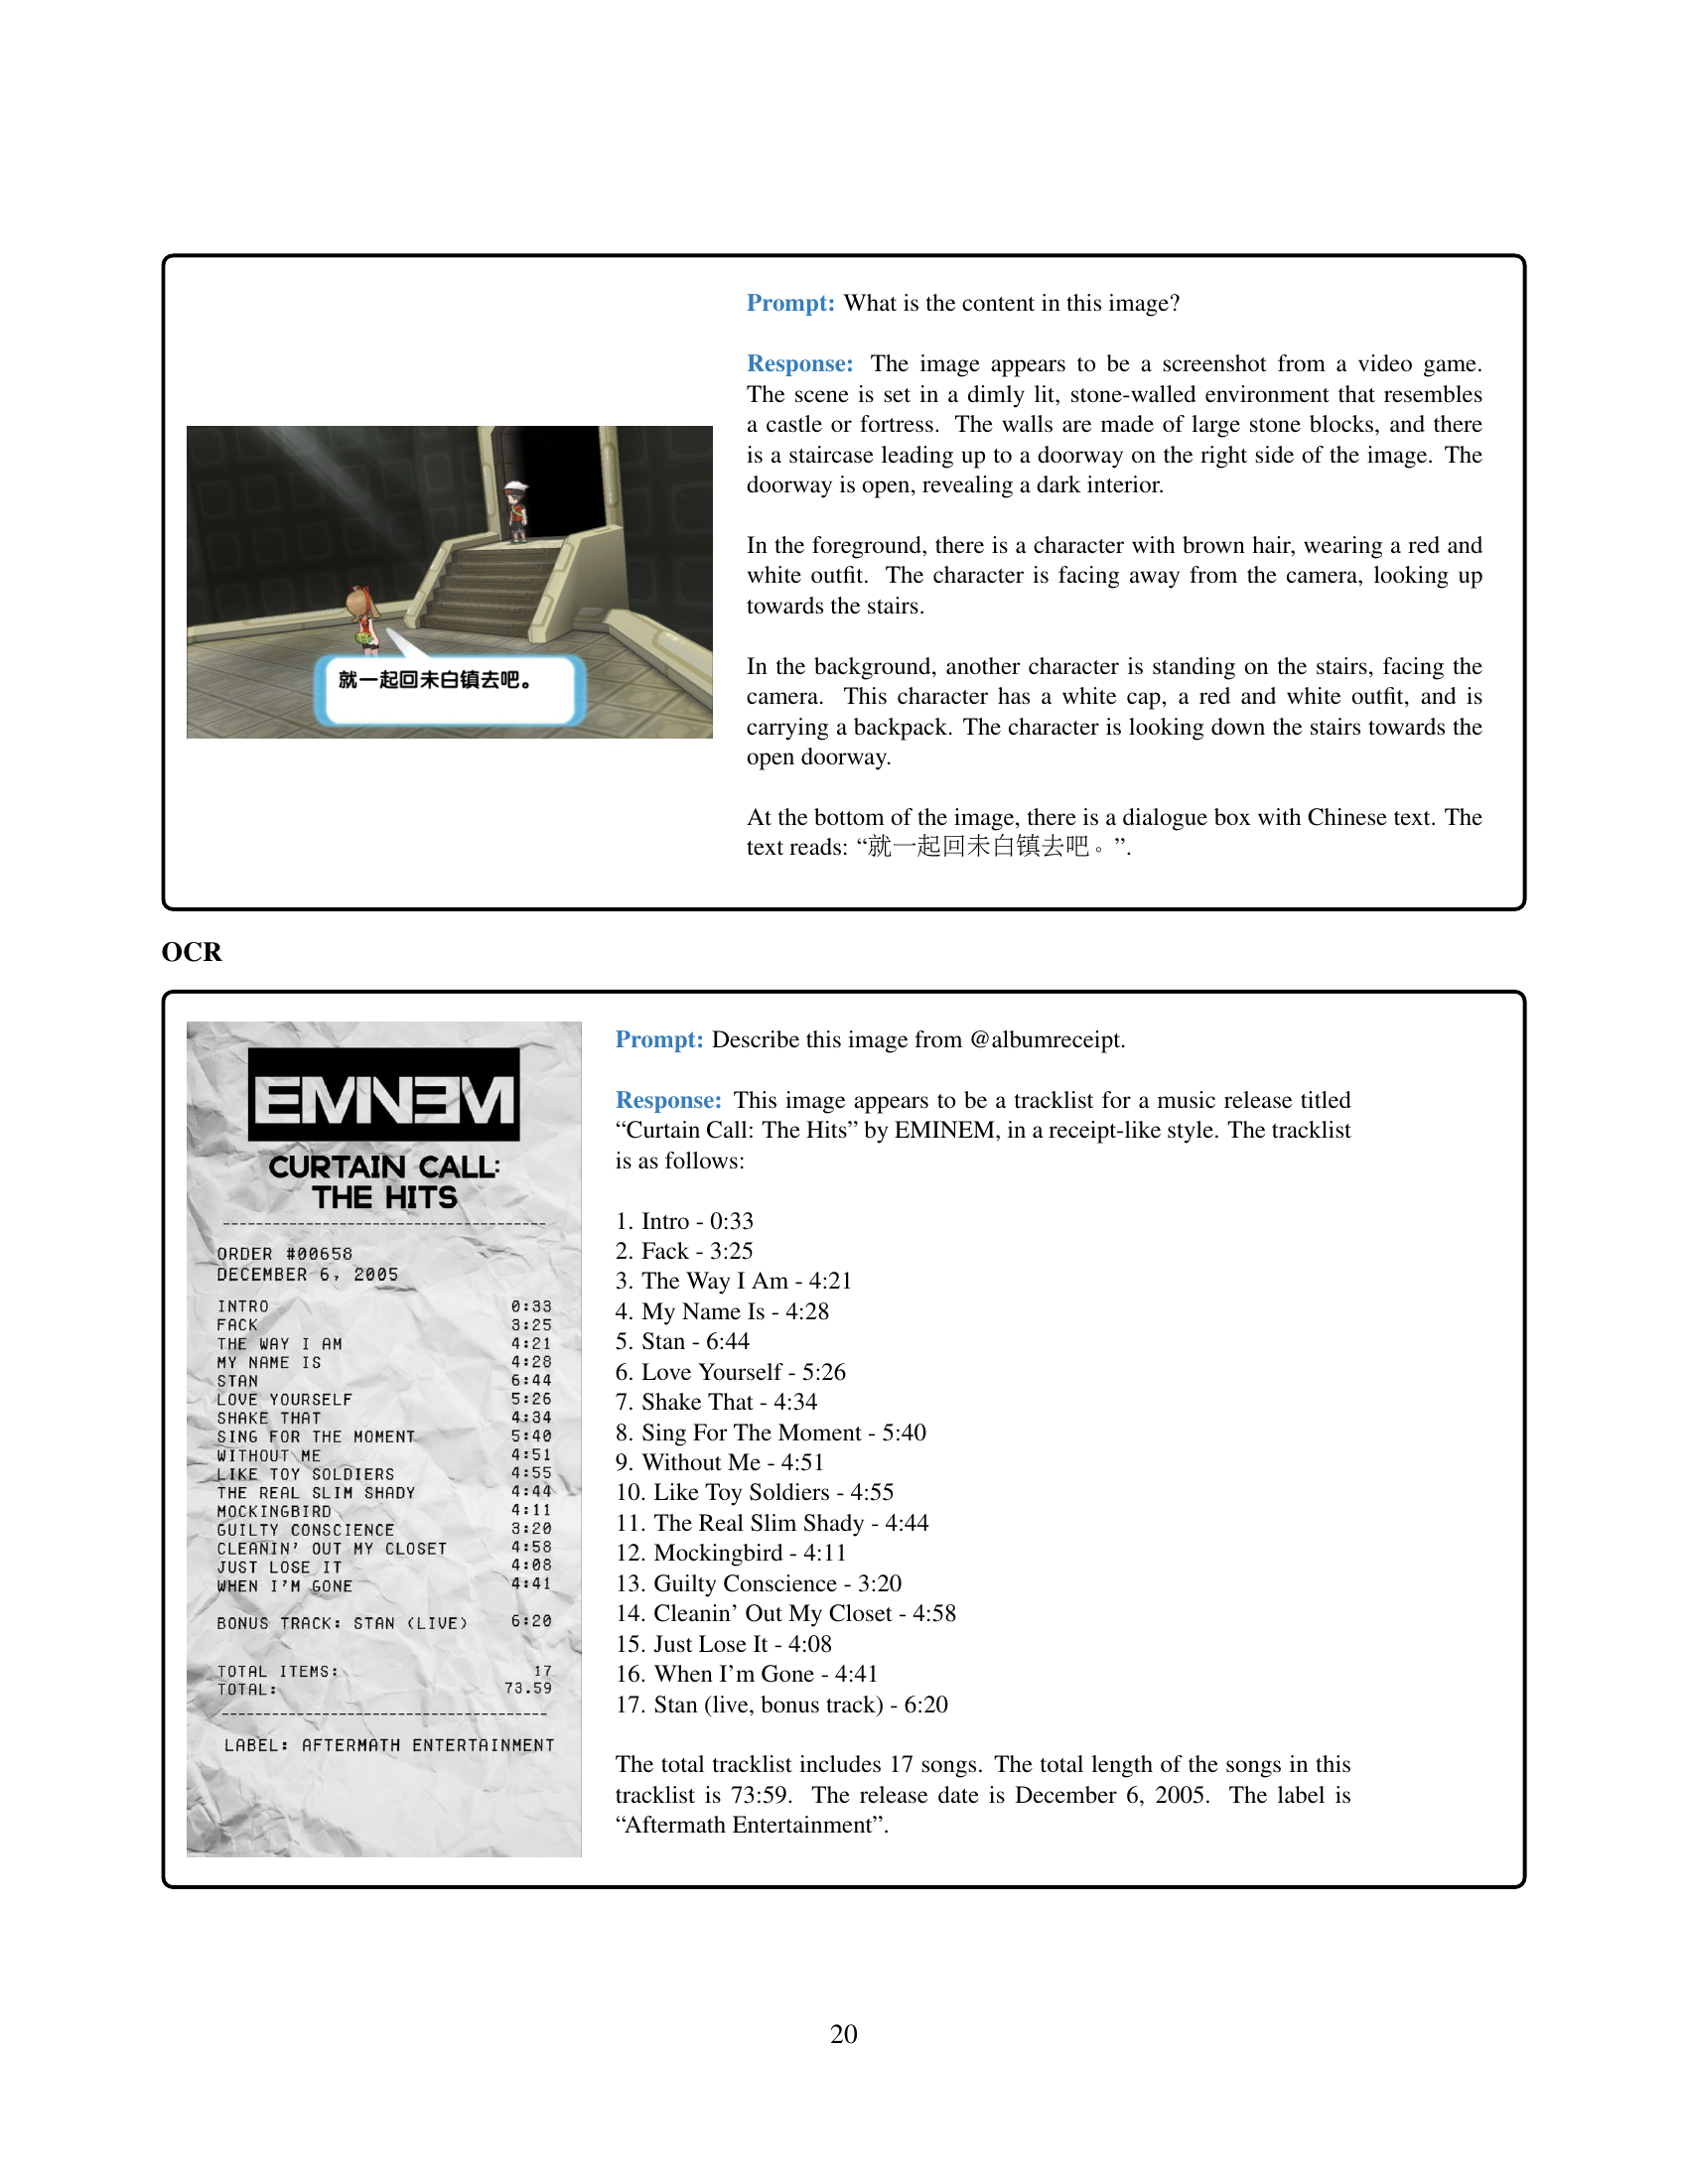 Prompt: What is the content in this image?
Response: The image appears to be a screenshot from a video game.
The scene is set in a dimly lit, stone-walled environment that resembles
a castle or fortress. The walls are made of large stone blocks, and there
is a staircase leading up to a doorway on the right side of the image. The
doorway is open, revealing a dark interior.
In the foreground, there is a character with brown hair, wearing a red and
white outfit. The character is facing away from the camera, looking up
towards the stairs.
In the background, another character is standing on the stairs, facing the
camera. This character has a white cap, a red and white outfit, and is
carrying a backpack. The character is looking down the stairs towards the
open doorway.
At the bottom of the image, there is a dialogue box with Chinese text. The
text reads: “就一起回未白镇去吧。”.
就一起回未白镇去吧。
OCR
EMINEM
CURTAIN CALL:
THE HITS
ORDER #00658
DECEMBER 6, 2005
INTRO 0:33
FACK 3:25
THE WAY I AM 4:21
MY NAME IS 4:28
STAN 6:44
LOVE YOURSELF 5:26
SHAKE THAT 4:34
SING FOR THE MOMENT 5:40
WITHOUT ME 4:51
LIKE TOY SOLDIERS 4:55
THE REAL SLIM SHADY 4:44
MOCKINGBIRD 4:11
GUILTY CONSCIENCE 3:20
CLEANIN' OUT MY CLOSET 4:58
JUST LOSE IT 4:08
WHEN I'M GONE 4:41
BONUS TRACK: STAN (LIVE) 6:20
TOTAL ITEMS: 17
TOTAL: 73.59
LABEL: AFTERMATH ENTERTAINMENT
Prompt: Describe this image from @albumreceipt.
Response: This image appears to be a tracklist for a music release titled
“Curtain Call: The Hits” by EMINEM, in a receipt-like style. The tracklist
is as follows:
1. Intro - 0:33
2. Fack - 3:25
3. The Way I Am - 4:21
4. My Name Is - 4:28
5. Stan - 6:44
6. Love Yourself - 5:26
7. Shake That - 4:34
8. Sing For The Moment - 5:40
9. Without Me - 4:51
10. Like Toy Soldiers - 4:55
11. The Real Slim Shady - 4:44
12. Mockingbird - 4:11
13. Guilty Conscience - 3:20
14. Cleanin’ Out My Closet - 4:58
15. Just Lose It - 4:08
16. When I’m Gone - 4:41
17. Stan (live, bonus track) - 6:20
The total tracklist includes 17 songs. The total length of the songs in this
tracklist is 73:59. The release date is December 6, 2005. The label is
“Aftermath Entertainment”.
20